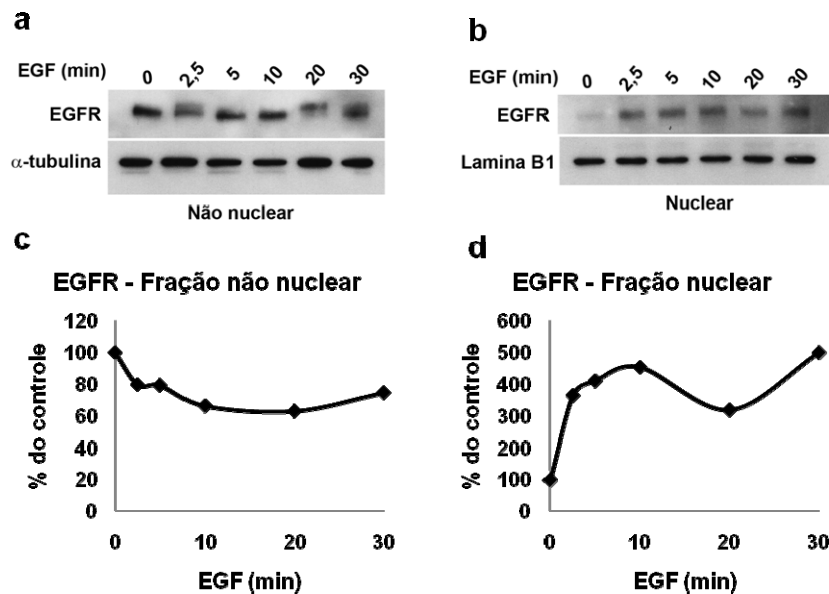 a
EGF (min) 0 2,5 5 10 20 30
EGFR
α-tubulina
Não nuclear
b
EGF (min) 0 2,5 5 10 20 30
EGFR
Lamina B1
Nuclear
c
EGFR - Fração não nuclear
% do controle
120
100
80
60
40
20
0
0 10 20 30
EGF (min)
d
EGFR - Fração nuclear
% do controle
600
500
400
300
200
100
0
0 10 20 30
EGF (min)